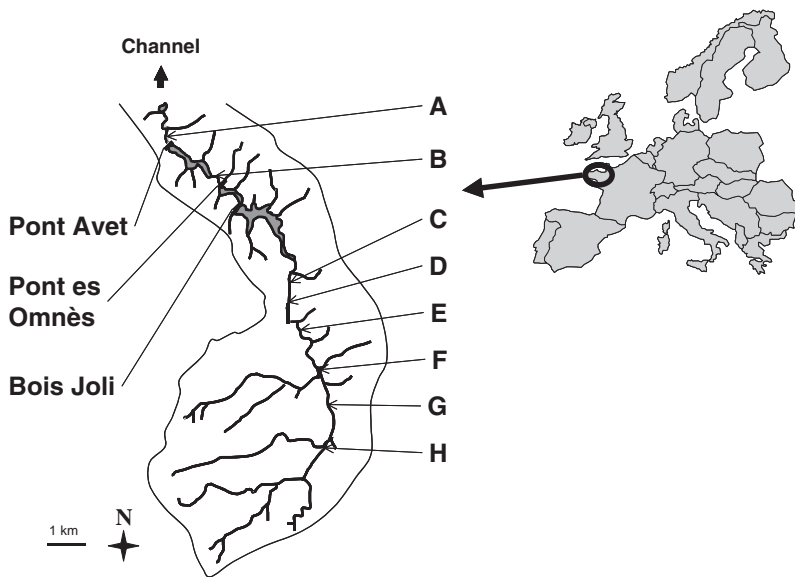 Channel
A
B
Pont Avet
C
D
Pont es
Omnès
E
F
Bois Joli
G
H
N
1 km